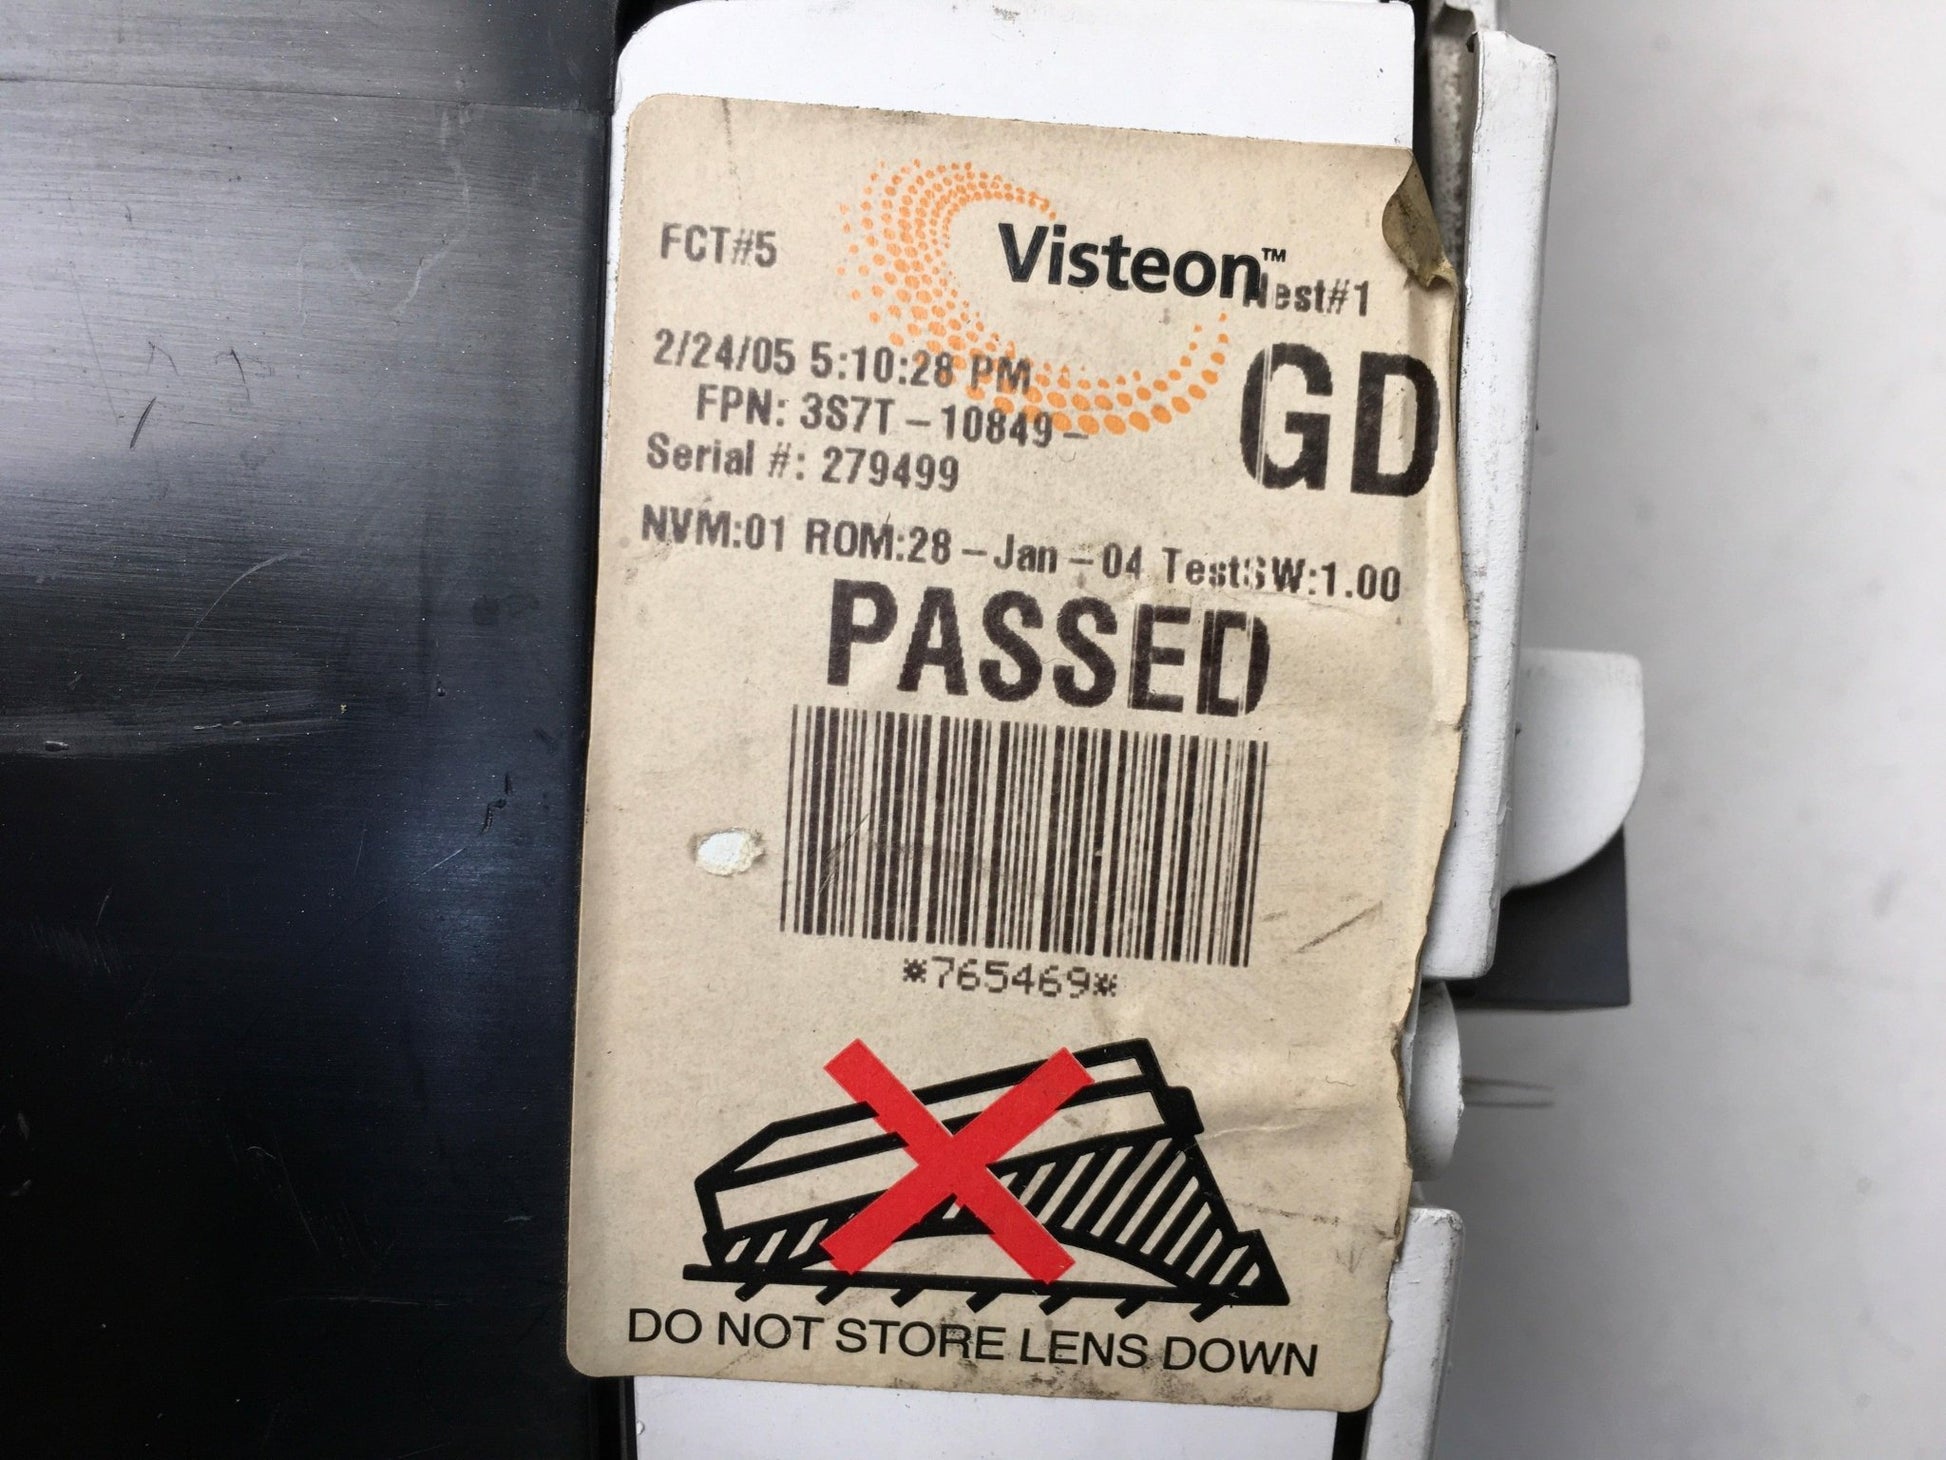 Visteon™
FCT#5
Nest#1
2/24/05 5:10:28 PM
FPN: 3S7T-10849-
GD
Serial #: 279499
NVM:01 ROM:28-Jan-04 TestSW:1.00
PASSED
*765469*
DO NOT STORE LENS DOWN